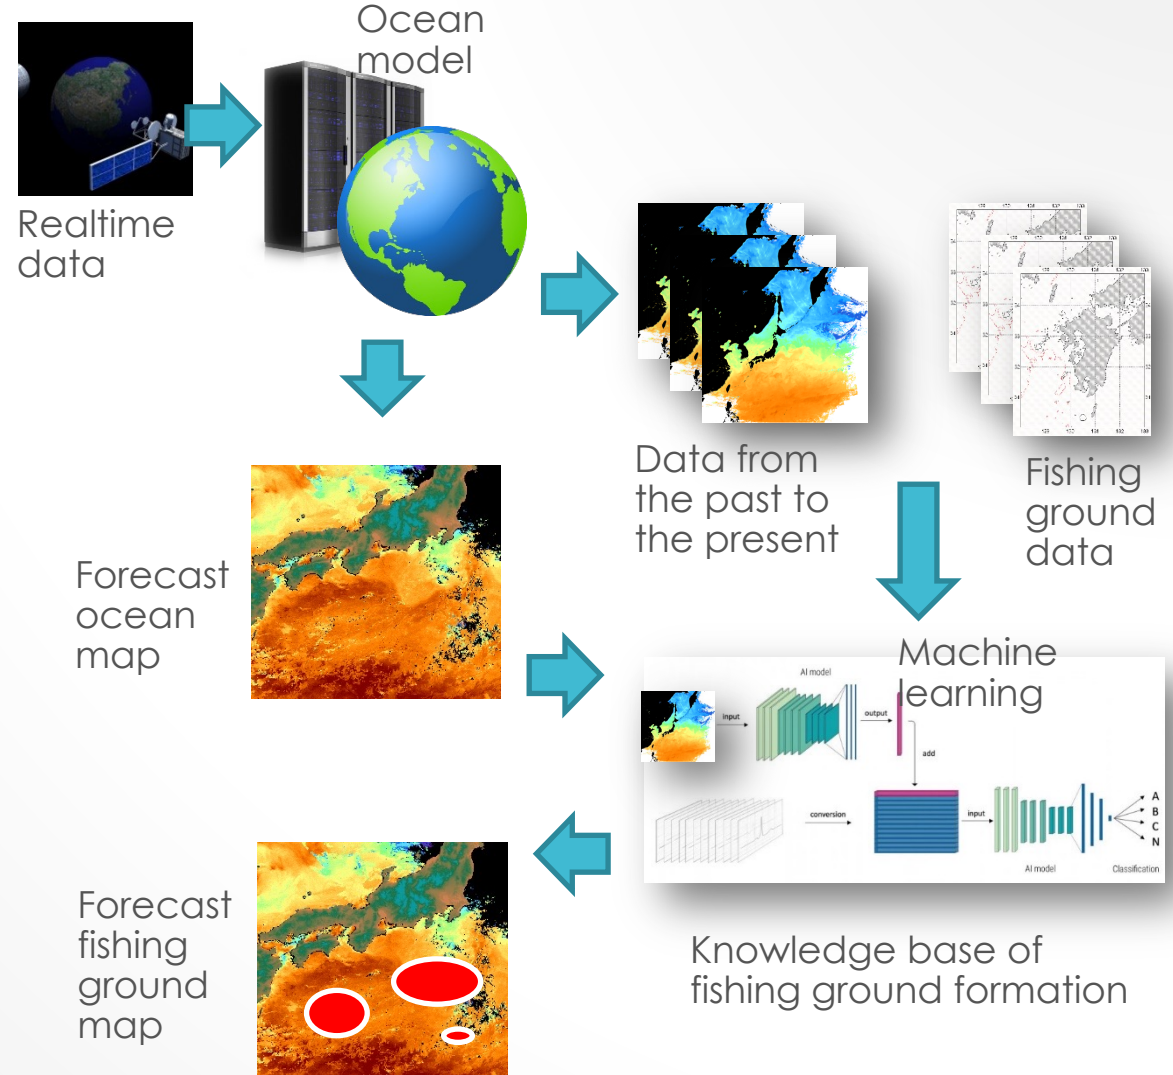 Ocean
model
Realtime
data
Data from
the past to
the present
Fishing
ground
data
Forecast
ocean
map
Machine
learning
AI model
input
output
add
conversion
input
A
B
C
N
AI model
Classification
Forecast
fishing
ground
map
Knowledge base of
fishing ground formation